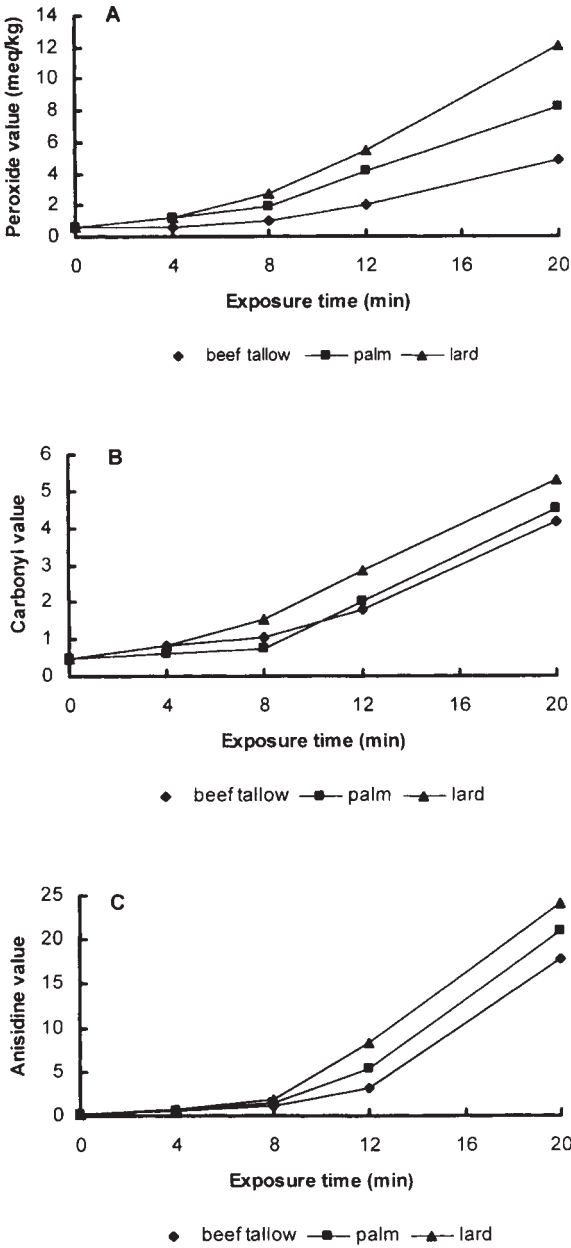 A
Peroxide value (meq/kg)
14
12
10
8
6
4
2
0
0 4 8 12 16 20
Exposure time (min)
beef tallow palm lard
B
Carbonyl value
6
5
4
3
2
1
0
0 4 8 12 16 20
Exposure time (min)
beef tallow palm lard
C
Anisidine value
25
20
15
10
5
0
0 4 8 12 16 20
Exposure time (min)
beef tallow palm lard